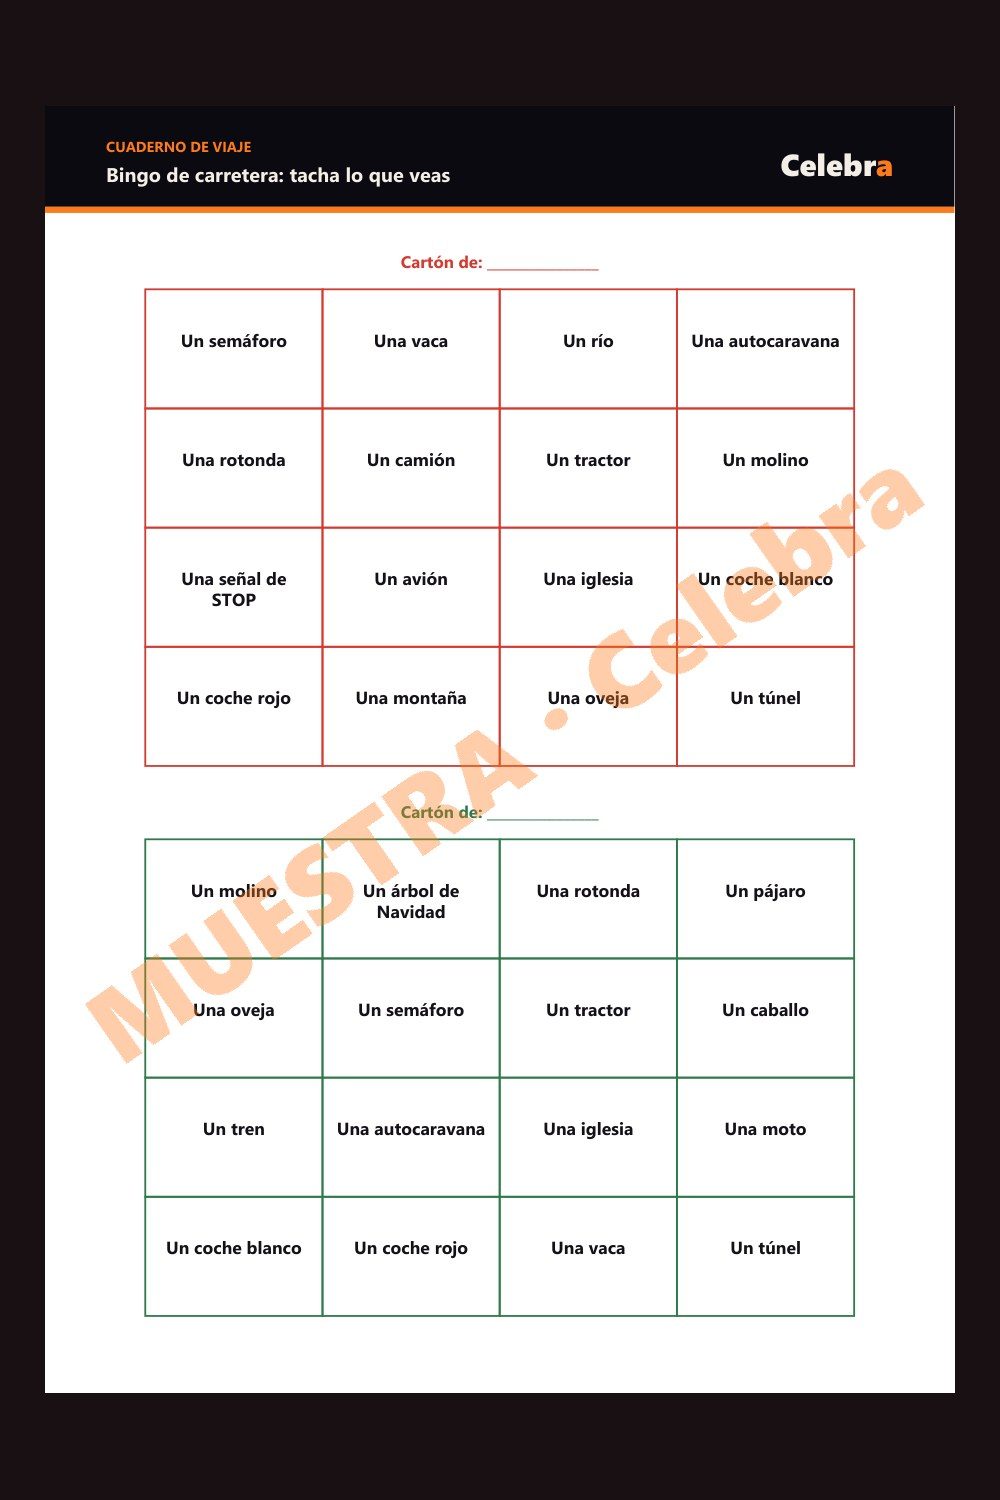 CUADERNO DE VIAJE
Bingo de carretera: tacha lo que veas
Celebra
Cartón de: _______________
Un semáforo
Una vaca
Un río
Una autocaravana
Una rotonda
Un camión
Un tractor
Un molino
Una señal de
STOP
Un avión
Una iglesia
Un coche blanco
Un coche rojo
Una montaña
Una oveja
Un túnel
MUESTRA · Celebra
Cartón de: _______________
Un molino
Un árbol de
Navidad
Una rotonda
Un pájaro
Una oveja
Un semáforo
Un tractor
Un caballo
Un tren
Una autocaravana
Una iglesia
Una moto
Un coche blanco
Un coche rojo
Una vaca
Un túnel